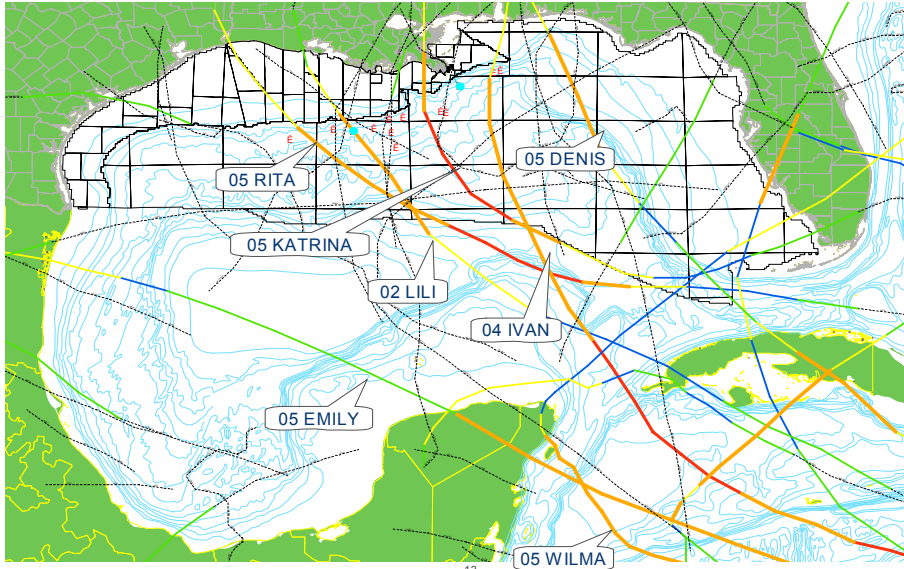 05 DENIS
05 RITA
05 KATRINA
02 LILI
04 IVAN
05 EMILY
05 WILMA